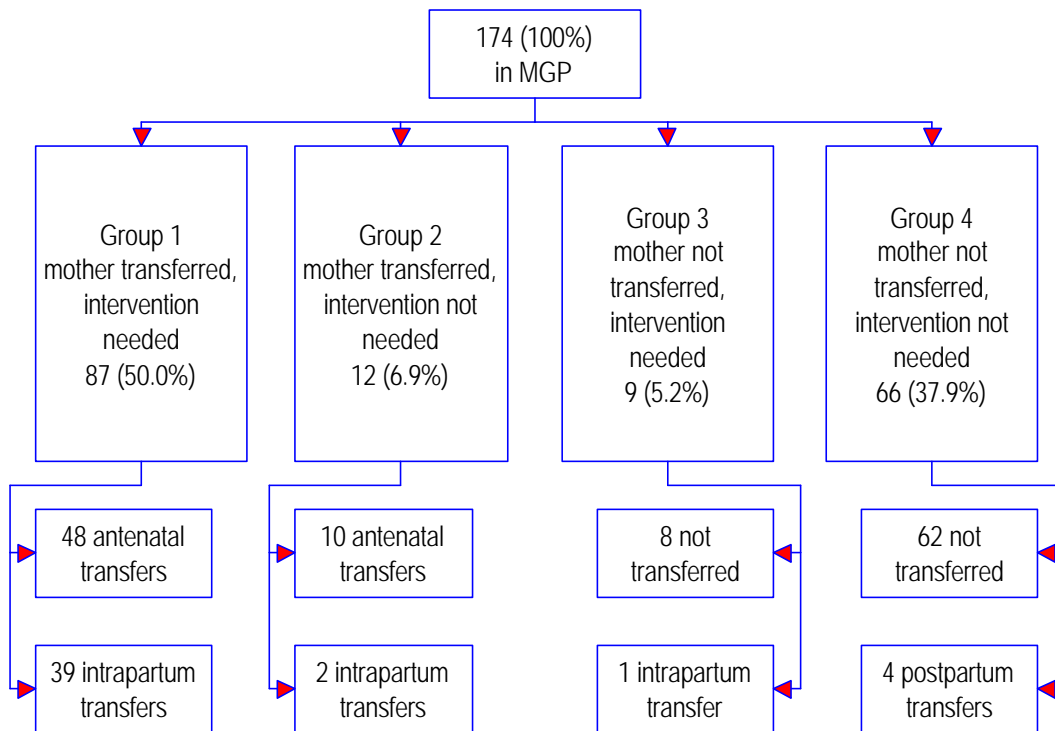 174 (100%)
in MGP
Group 1
mother transferred,
intervention
needed
87 (50.0%)
Group 2
mother transferred,
intervention not
needed
12 (6.9%)
Group 3
mother not
transferred,
intervention
needed
9 (5.2%)
Group 4
mother not
transferred,
intervention not
needed
66 (37.9%)
48 antenatal
transfers
10 antenatal
transfers
8 not
transferred
62 not
transferred
39 intrapartum
transfers
2 intrapartum
transfers
1 intrapartum
transfer
4 postpartum
transfers